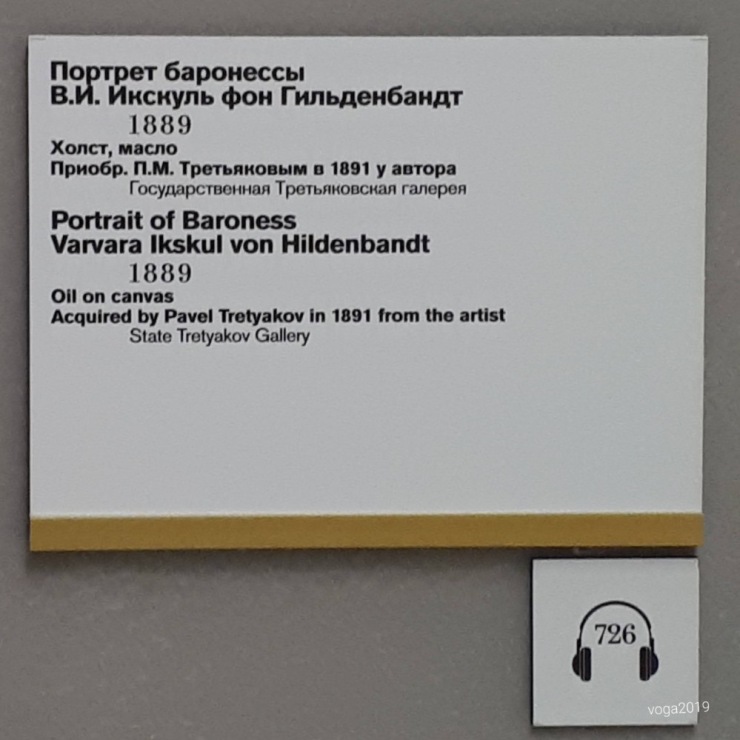 Портрет баронессы
В.И. Икскуль фон Гильденбандт
1889
Холст, масло
Приобр. П.М. Третьяковым в 1891 у автора
Государственная Третьяковская галерея
Portrait of Baroness
Varvara Ikskul von Hildenbandt
1889
Oil on canvas
Acquired by Pavel Tretyakov in 1891 from the artist
State Tretyakov Gallery
726
voga2019